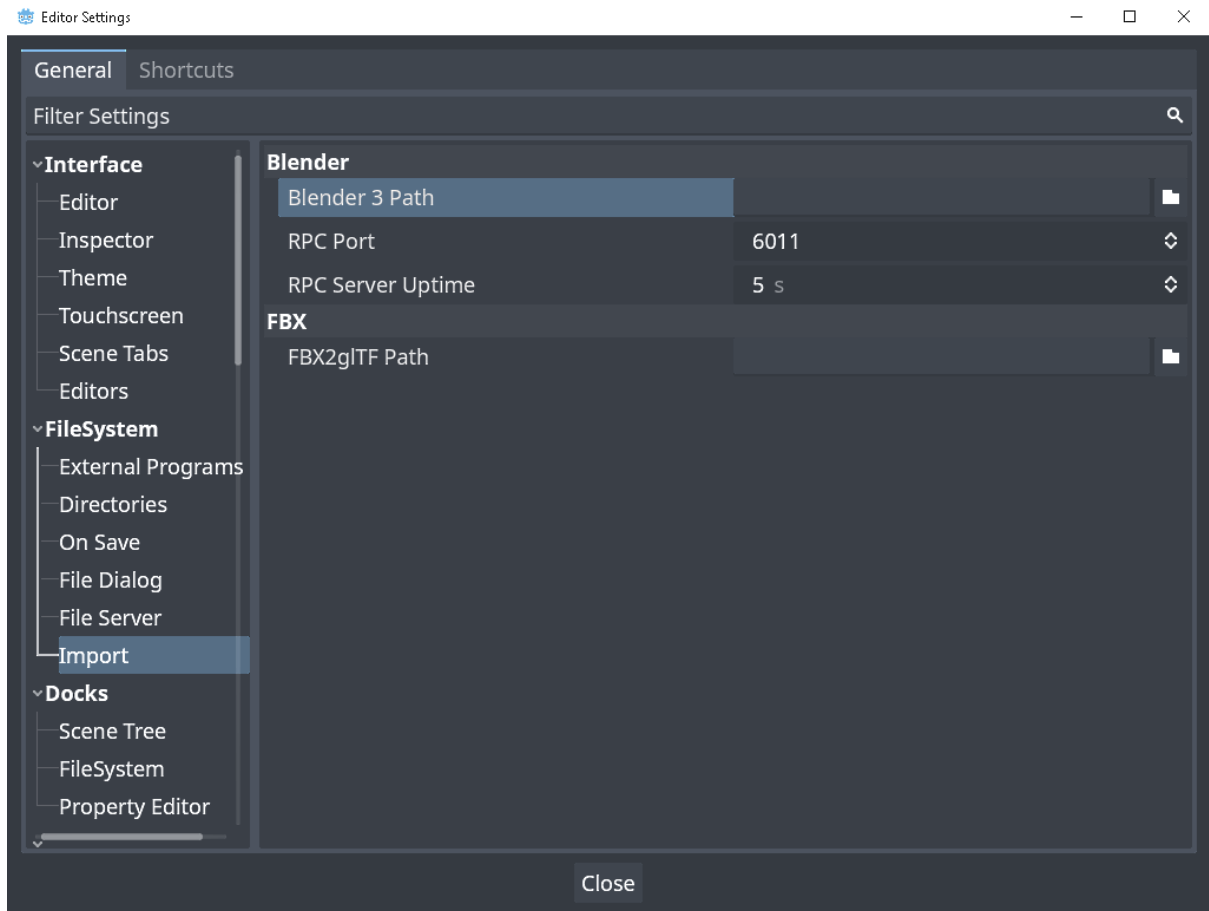 Editor Settings
General
Shortcuts
Filter Settings
Interface
Editor
Inspector
Theme
Touchscreen
Scene Tabs
Editors
FileSystem
External Programs
Directories
On Save
File Dialog
File Server
Import
Docks
Scene Tree
FileSystem
Property Editor
Blender
Blender 3 Path
RPC Port 6011
RPC Server Uptime 5 s
FBX
FBX2glTF Path
Close